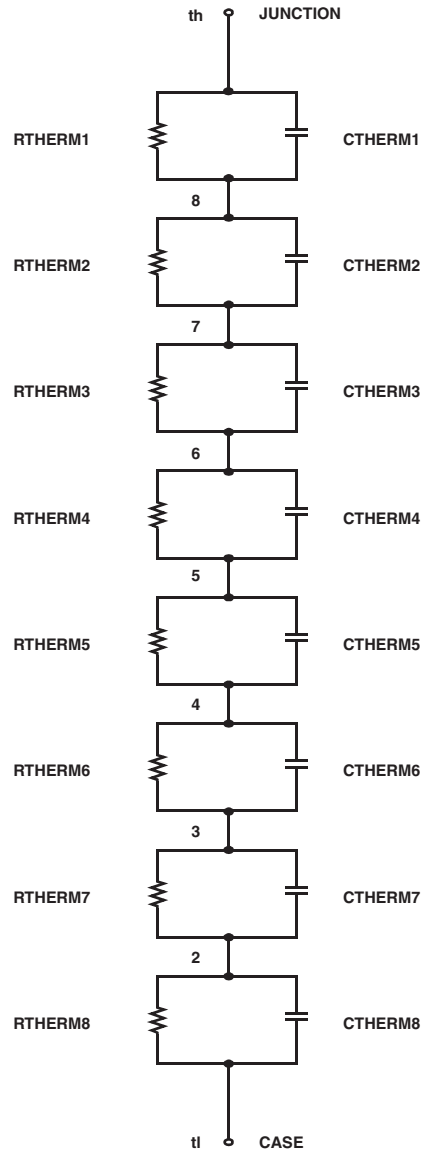 th JUNCTION
RTHERM1 CTHERM1
8
RTHERM2 CTHERM2
7
RTHERM3 CTHERM3
6
RTHERM4 CTHERM4
5
RTHERM5 CTHERM5
4
RTHERM6 CTHERM6
3
RTHERM7 CTHERM7
2
RTHERM8 CTHERM8
tl CASE